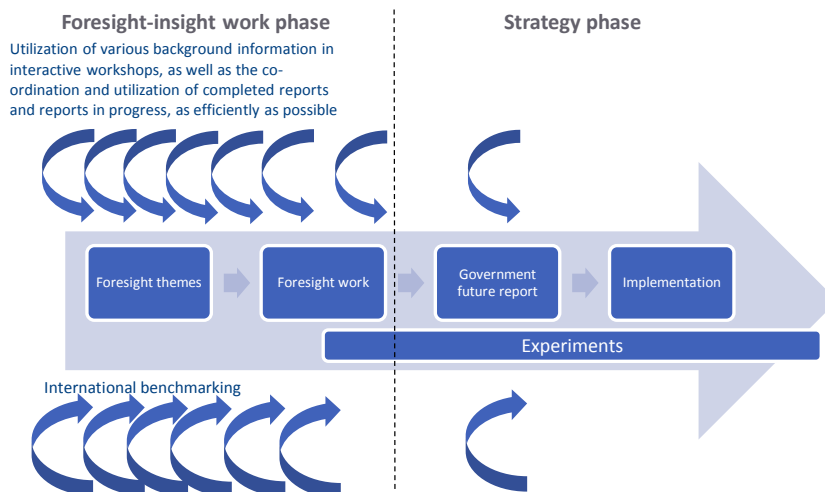 Foresight-insight work phase
Strategy phase
Utilization of various background information in
interactive workshops, as well as the co-
ordination and utilization of completed reports
and reports in progress, as efficiently as possible
Foresight themes
Foresight work
Government
future report
Implementation
Experiments
International benchmarking